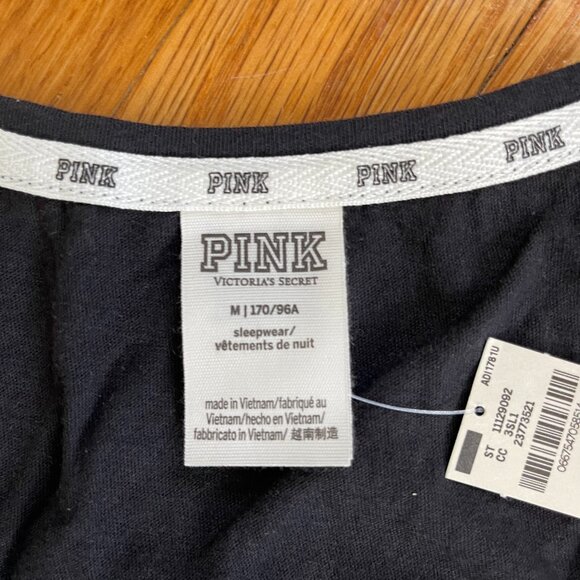 PINK PINK PINK PINK
PINK
VICTORIA'S SECRET
M | 170/96A
sleepwear/
vêtements de nuit
made in Vietnam/fabriqué au
Vietnam/hecho en Vietnam/
fabbricato in Vietnam/ 越南制造
ADI1781U
ST 11129092
CC 3SL1
23773521